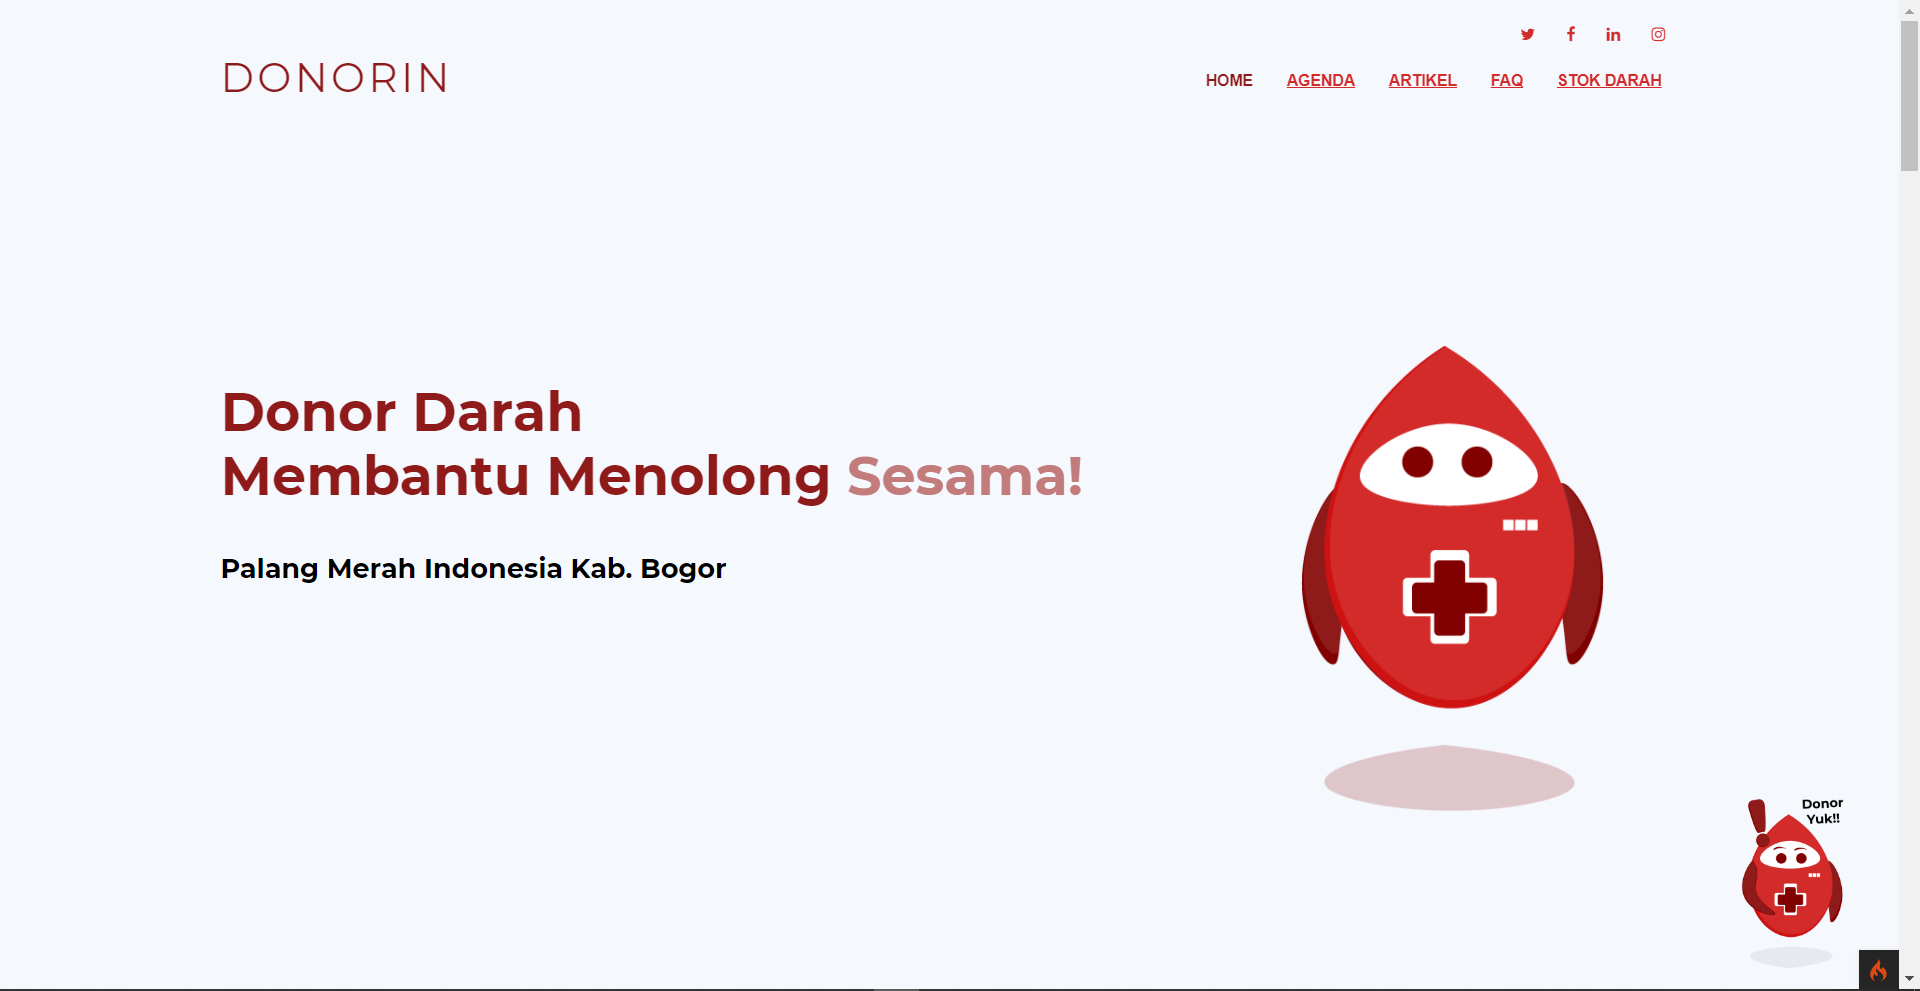 DONORIN
HOME AGENDA ARTIKEL FAQ STOK DARAH
Donor Darah
Membantu Menolong Sesama!
Palang Merah Indonesia Kab. Bogor
Donor
Yuk!!